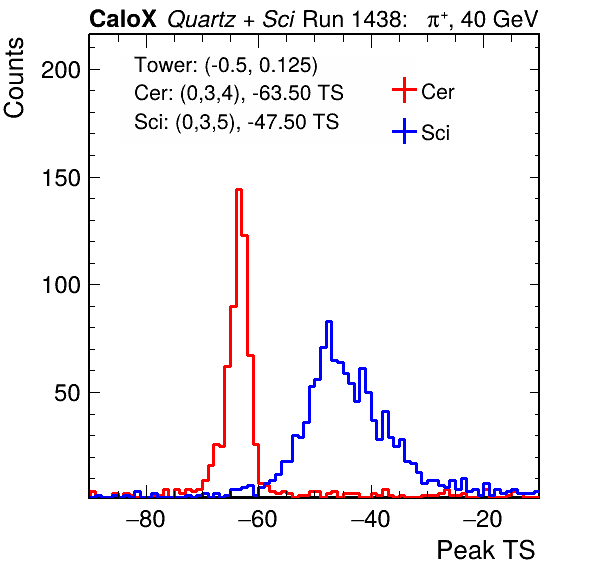 CaloX Quartz + Sci Run 1438: π⁺, 40 GeV
Counts
Tower: (-0.5, 0.125)
Cer: (0,3,4), -63.50 TS
Sci: (0,3,5), -47.50 TS
Cer
Sci
200
150
100
50
−80 −60 −40 −20
Peak TS